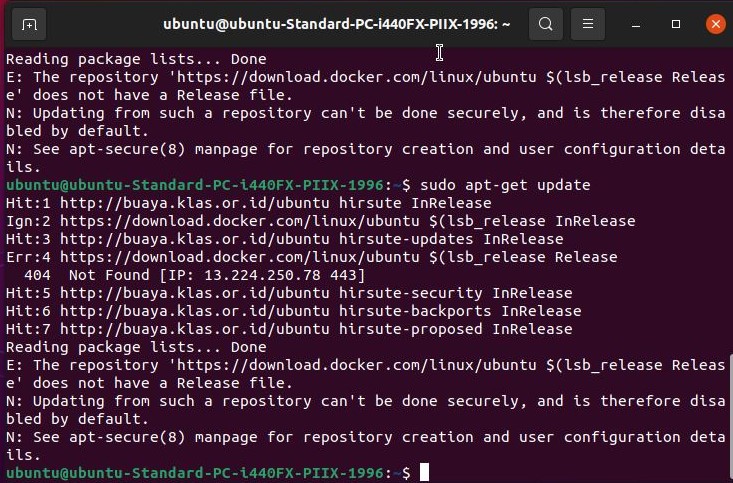 ubuntu@ubuntu-Standard-PC-i440FX-PIIX-1996: ~
Reading package lists... Done
E: The repository 'https://download.docker.com/linux/ubuntu $(lsb_release Releas
e' does not have a Release file.
N: Updating from such a repository can't be done securely, and is therefore disa
bled by default.
N: See apt-secure(8) manpage for repository creation and user configuration deta
ils.
ubuntu@ubuntu-Standard-PC-i440FX-PIIX-1996:~$ sudo apt-get update
Hit:1 http://buaya.klas.or.id/ubuntu hirsute InRelease
Ign:2 https://download.docker.com/linux/ubuntu $(lsb_release InRelease
Hit:3 http://buaya.klas.or.id/ubuntu hirsute-updates InRelease
Err:4 https://download.docker.com/linux/ubuntu $(lsb_release Release
  404  Not Found [IP: 13.224.250.78 443]
Hit:5 http://buaya.klas.or.id/ubuntu hirsute-security InRelease
Hit:6 http://buaya.klas.or.id/ubuntu hirsute-backports InRelease
Hit:7 http://buaya.klas.or.id/ubuntu hirsute-proposed InRelease
Reading package lists... Done
E: The repository 'https://download.docker.com/linux/ubuntu $(lsb_release Releas
e' does not have a Release file.
N: Updating from such a repository can't be done securely, and is therefore disa
bled by default.
N: See apt-secure(8) manpage for repository creation and user configuration deta
ils.
ubuntu@ubuntu-Standard-PC-i440FX-PIIX-1996:~$